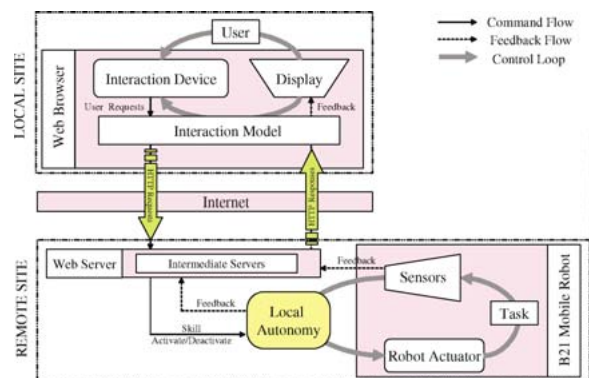 User
Command Flow
Feedback Flow
Control Loop
LOCAL SITE
Web Browser
Interaction Device
Display
User Requests
Feedback
Interaction Model
HTTP Requests
HTTP Responses
Internet
REMOTE SITE
Web Server
Intermediate Servers
Feedback
Sensors
Feedback
Local
Autonomy
Task
Skill
Activate/Deactivate
Robot Actuator
B21 Mobile Robot